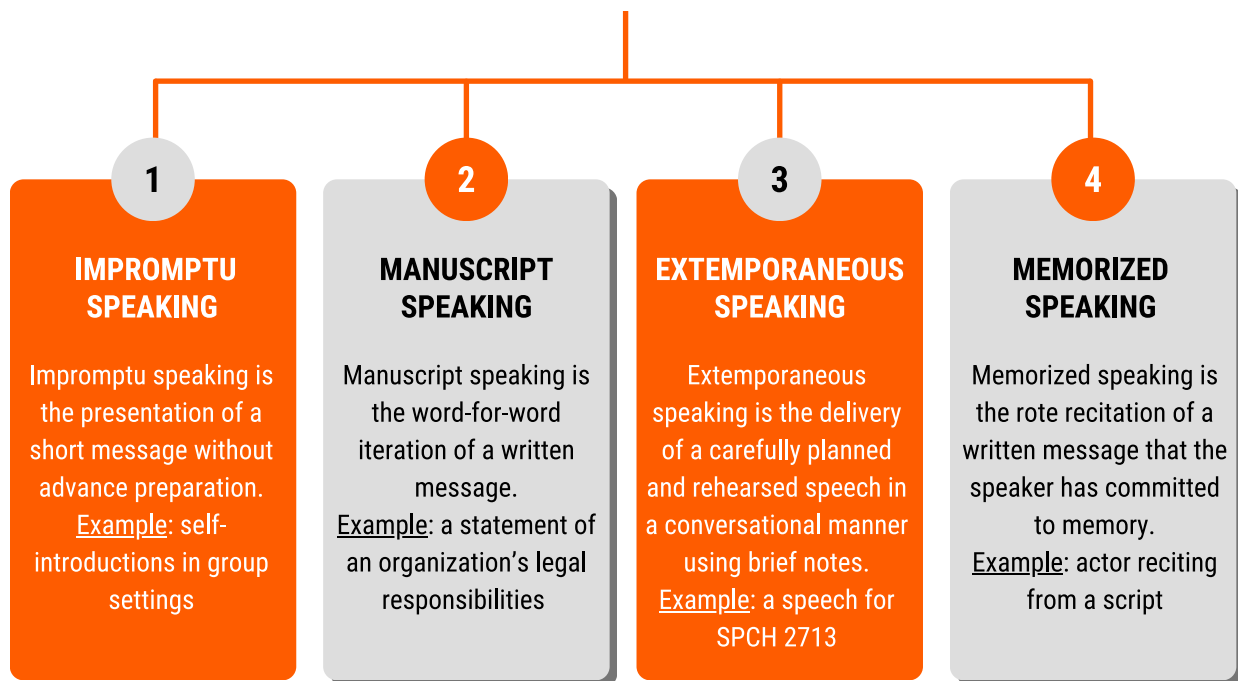 1
IMPROMPTU
SPEAKING
Impromptu speaking is
the presentation of a
short message without
advance preparation.
Example: self-
introductions in group
settings
2
MANUSCRIPT
SPEAKING
Manuscript speaking is
the word-for-word
iteration of a written
message.
Example: a statement of
an organization’s legal
responsibilities
3
EXTEMPORANEOUS
SPEAKING
Extemporaneous
speaking is the delivery
of a carefully planned
and rehearsed speech in
a conversational manner
using brief notes.
Example: a speech for
SPCH 2713
4
MEMORIZED
SPEAKING
Memorized speaking is
the rote recitation of a
written message that the
speaker has committed
to memory.
Example: actor reciting
from a script